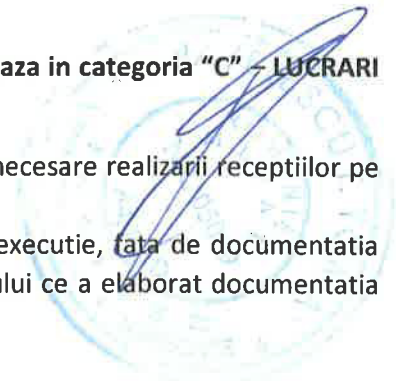 aza in categoria "C" – LUCRARI
necesare realizarii receptiilor pe
executie, fata de documentatia
ului ce a elaborat documentatia